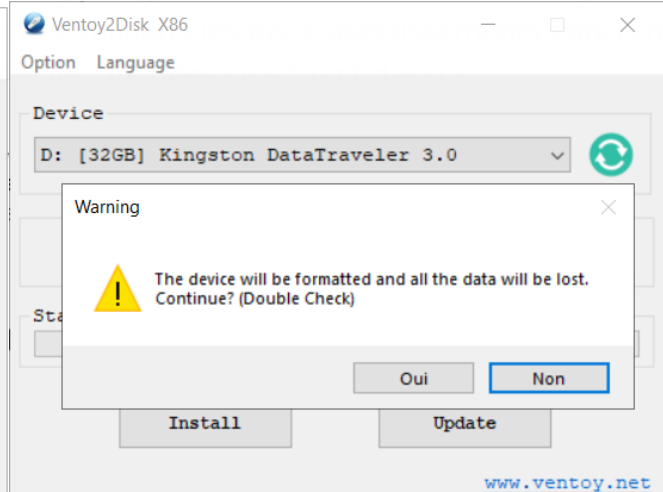 Ventoy2Disk X86
Option Language
Device
D: [32GB] Kingston DataTraveler 3.0
Warning
The device will be formatted and all the data will be lost.
Continue? (Double Check)
Sta
Oui Non
Install Update
www.ventoy.net